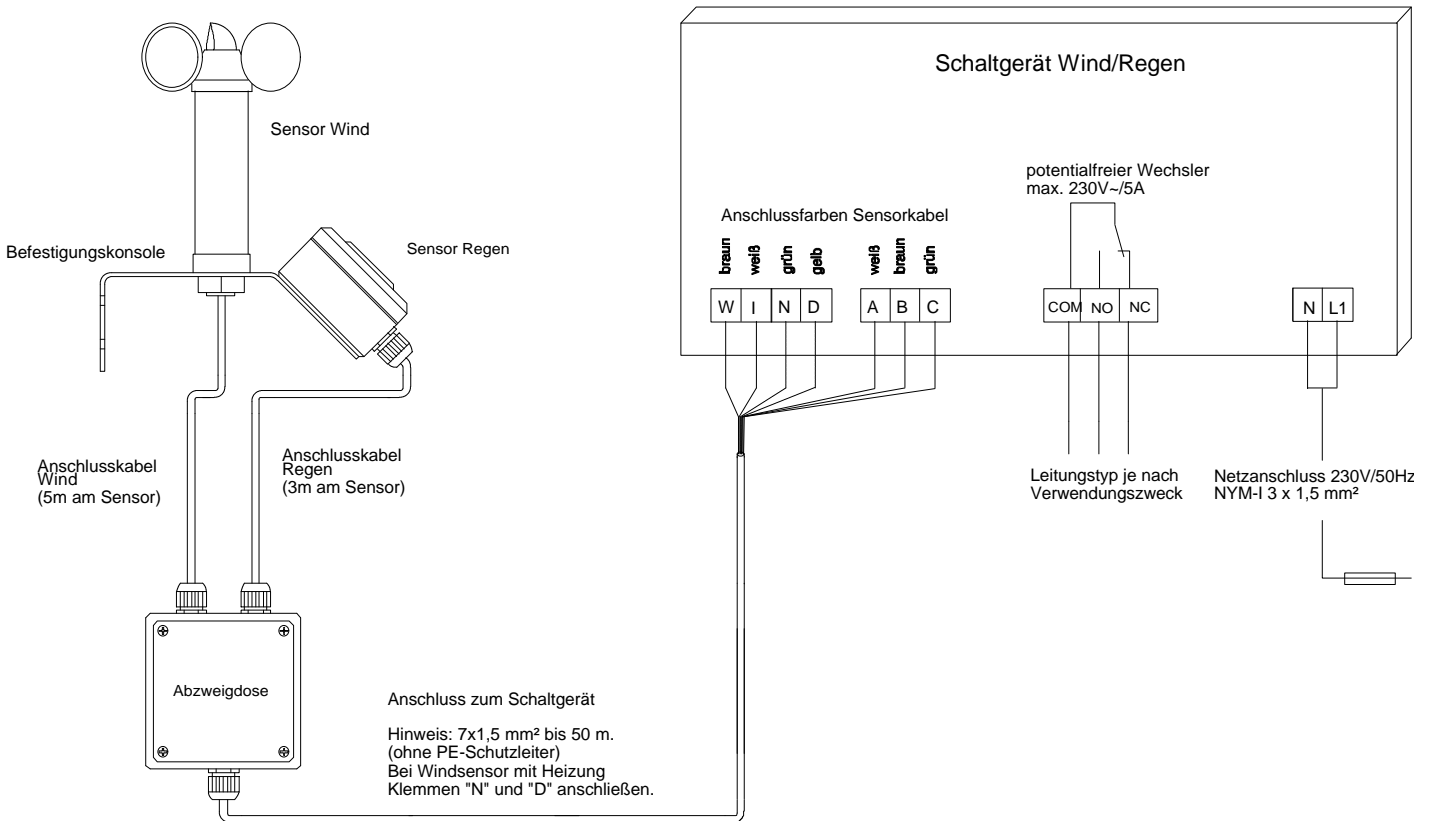 Schaltgerät Wind/Regen
Sensor Wind
potentialfreier Wechsler
max. 230V~/5A
Anschlussfarben Sensorkabel
Befestigungskonsole
Sensor Regen
braun
weiß
grün
gelb
weiß
braun
grün
W I N D
A B C
COM NO NC
N L1
Anschlusskabel
Wind
(5m am Sensor)
Anschlusskabel
Regen
(3m am Sensor)
Leitungstyp je nach
Verwendungszweck
Netzanschluss 230V/50Hz
NYM-I 3 x 1,5 mm²
Abzweigdose
Anschluss zum Schaltgerät
Hinweis: 7x1,5 mm² bis 50 m.
(ohne PE-Schutzleiter)
Bei Windsensor mit Heizung
Klemmen "N" und "D" anschließen.